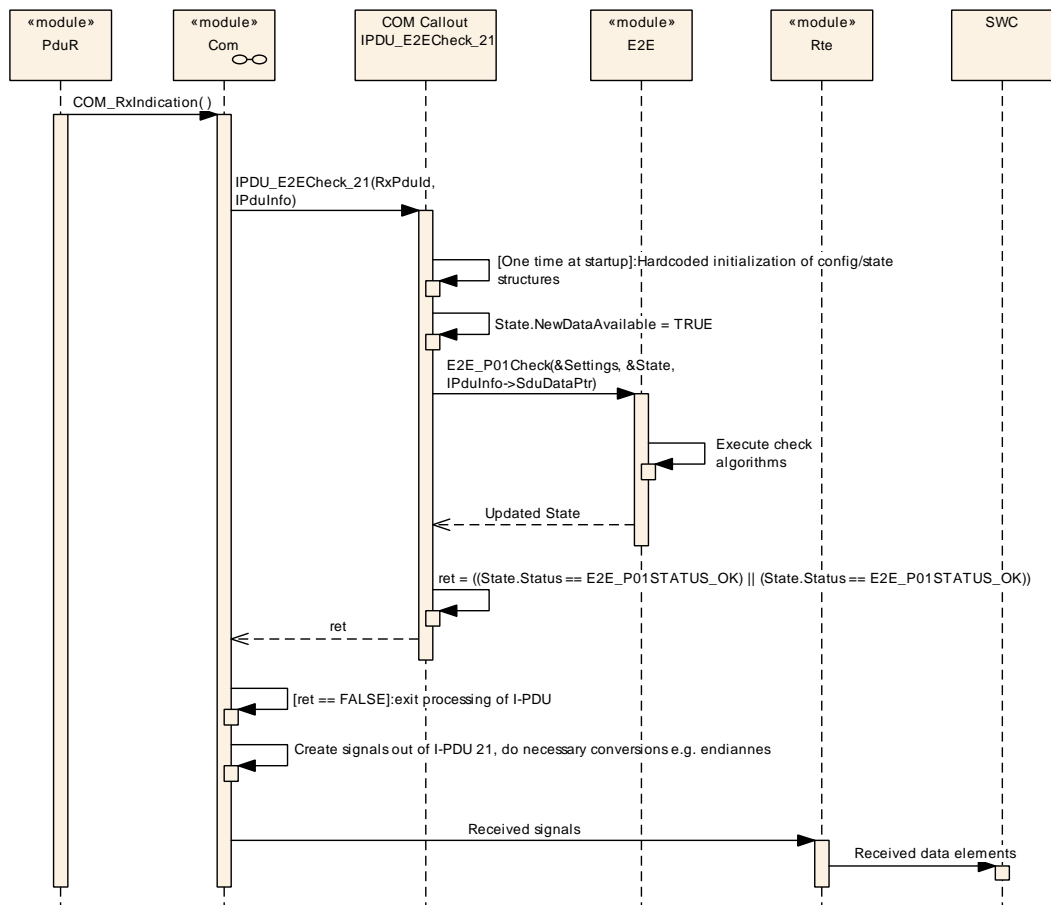 «module»
PduR
«module»
Com
COM Callout
IPDU_E2ECheck_21
«module»
E2E
«module»
Rte
SWC
COM_RxIndication( )
IPDU_E2ECheck_21(RxPduId,
IPduInfo)
[One time at startup]:Hardcoded initialization of config/state
structures
State.NewDataAvailable = TRUE
E2E_P01Check(&Settings, &State,
IPduInfo->SduDataPtr)
Execute check
algorithms
Updated State
ret = ((State.Status == E2E_P01STATUS_OK) || (State.Status == E2E_P01STATUS_OK))
ret
[ret == FALSE]:exit processing of I-PDU
Create signals out of I-PDU 21, do necessary conversions e.g. endiannes
Received signals
Received data elements